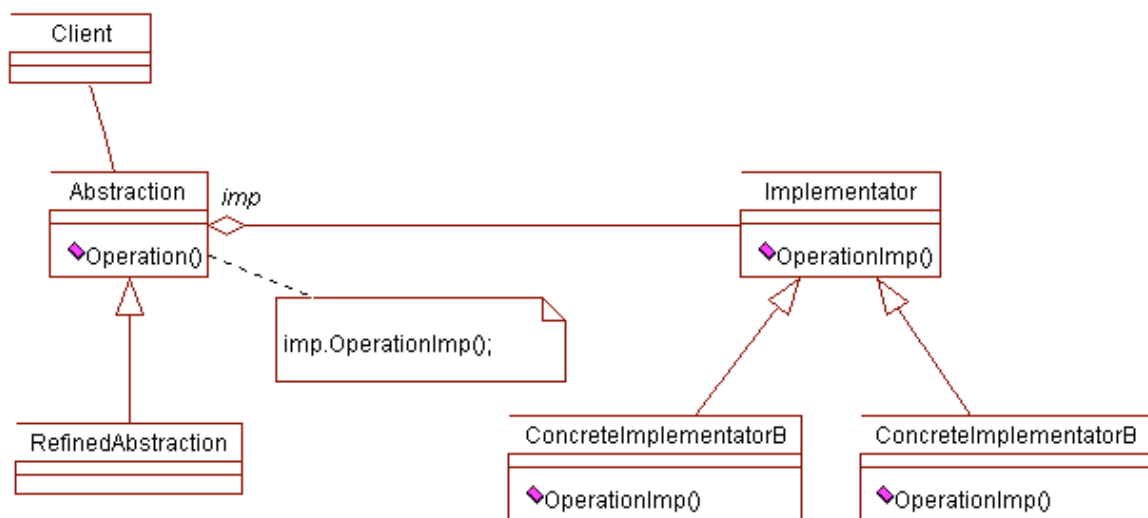 Client
Abstraction
imp
Implementator
Operation()
OperationImp()
imp.OperationImp();
RefinedAbstraction
ConcreteImplementatorB
ConcreteImplementatorB
OperationImp()
OperationImp()